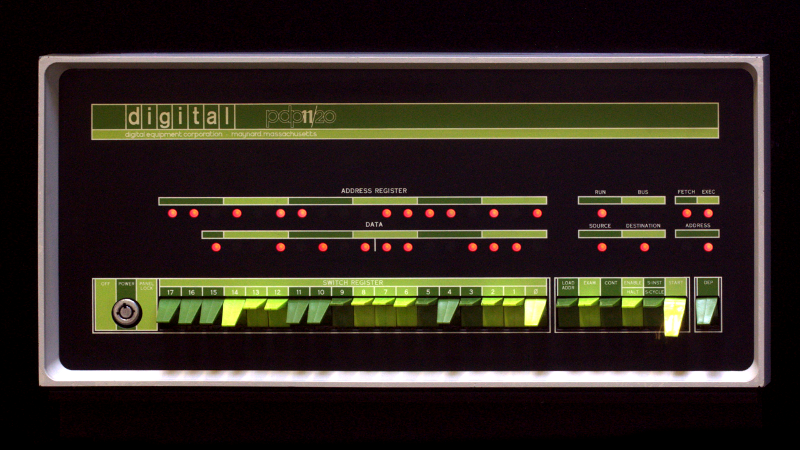 digital pdp11/20
digital equipment corporation · maynard massachusetts
ADDRESS REGISTER
RUN BUS FETCH EXEC
DATA
SOURCE DESTINATION ADDRESS
OFF POWER PANEL LOCK
SWITCH REGISTER
17 16 15 14 13 12 11 10 9 8 7 6 5 4 3 2 1 0
LOAD ADDR EXAM CONT ENABLE HALT S-INST S-CYCLE START DEP